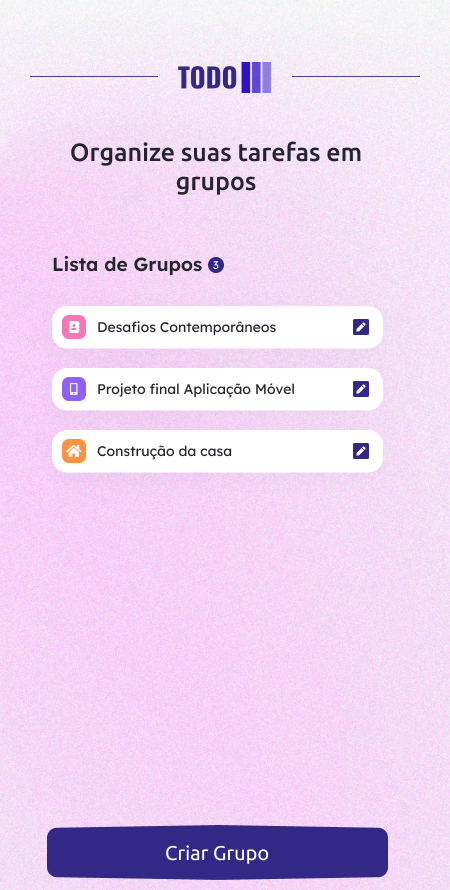 TODO
Organize suas tarefas em
grupos
Lista de Grupos 3
Desafios Contemporâneos
Projeto final Aplicação Móvel
Construção da casa
Criar Grupo